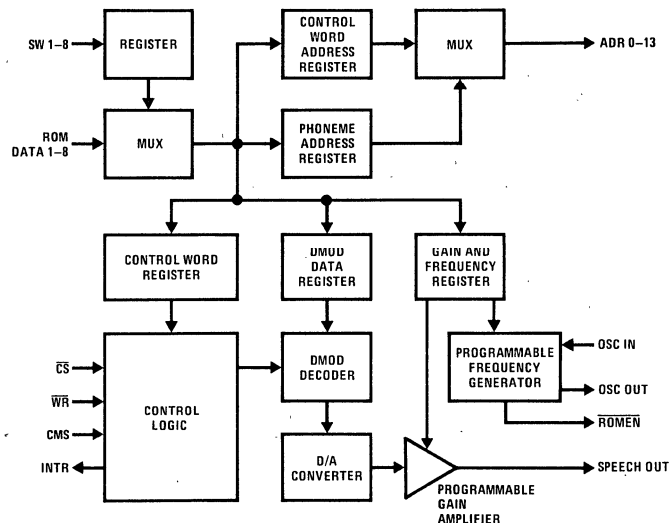 SW 1–8
REGISTER
CONTROL
WORD
ADDRESS
REGISTER
MUX
ADR 0–13
ROM
DATA 1–8
MUX
PHONEME
ADDRESS
REGISTER
CONTROL WORD
REGISTER
DMOD
DATA
REGISTER
GAIN AND
FREQUENCY
REGISTER
CS
WR
CMS
INTR
CONTROL
LOGIC
DMOD
DECODER
PROGRAMMABLE
FREQUENCY
GENERATOR
OSC IN
OSC OUT
ROMEN
D/A
CONVERTER
SPEECH OUT
PROGRAMMABLE
GAIN
AMPLIFIER